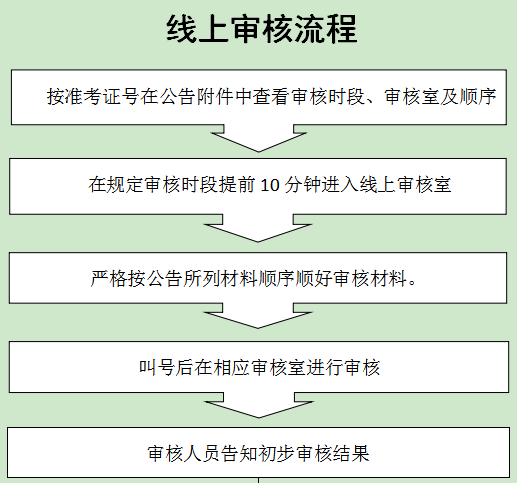 线上审核流程
按准考证号在公告附件中查看审核时段、审核室及顺序
在规定审核时段提前10分钟进入线上审核室
严格按公告所列材料顺序顺好审核材料。
叫号后在相应审核室进行审核
审核人员告知初步审核结果